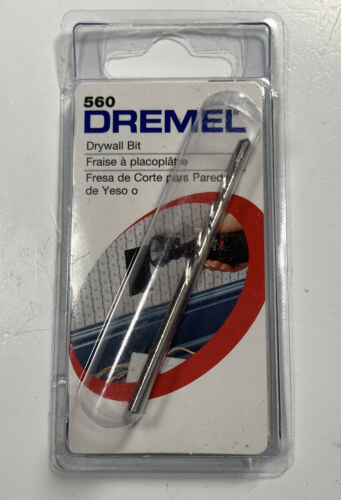 560
DREMEL
Drywall Bit
Fraise à placoplâtre
Fresa de Corte para Pared
de Yeso o